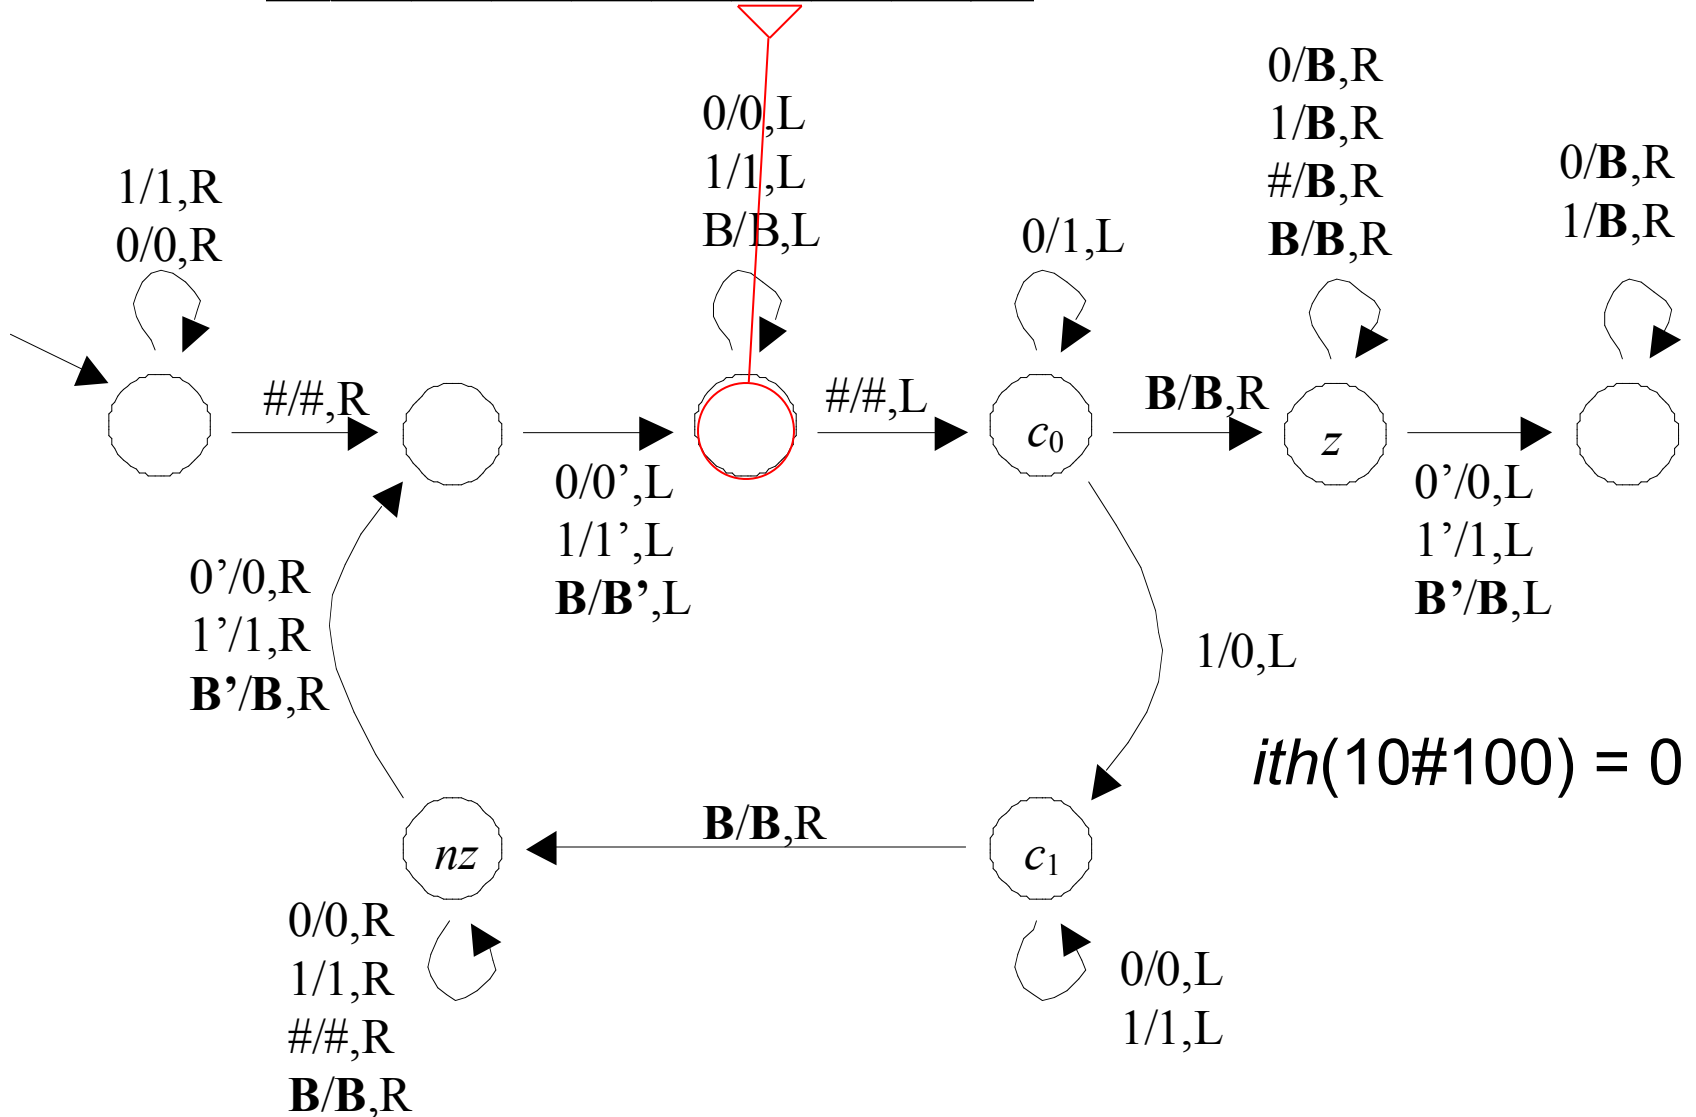 0/B,R
1/B,R
#/B,R
B/B,R
0/0,L
1/1,L
B/B,L
0/B,R
1/B,R
1/1,R
0/0,R
0/1,L
#/#,R
#/#,L
B/B,R
c₀
z
0/0’,L
1/1’,L
B/B’,L
0’/0,L
1’/1,L
B’/B,L
0’/0,R
1’/1,R
B’/B,R
1/0,L
ith(10#100) = 0
B/B,R
nz
c₁
0/0,R
1/1,R
#/#,R
B/B,R
0/0,L
1/1,L